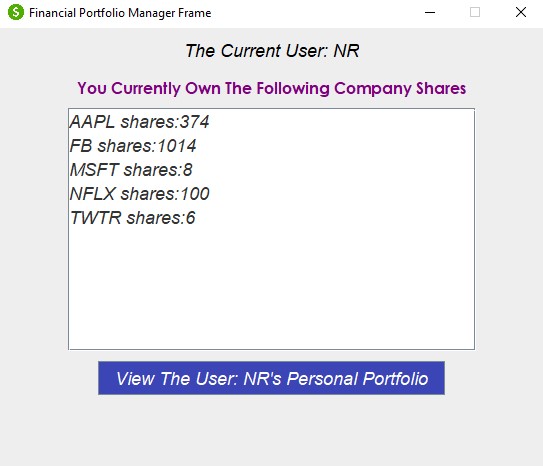 Financial Portfolio Manager Frame
The Current User: NR
You Currently Own The Following Company Shares
AAPL shares:374
FB shares:1014
MSFT shares:8
NFLX shares:100
TWTR shares:6
View The User: NR's Personal Portfolio